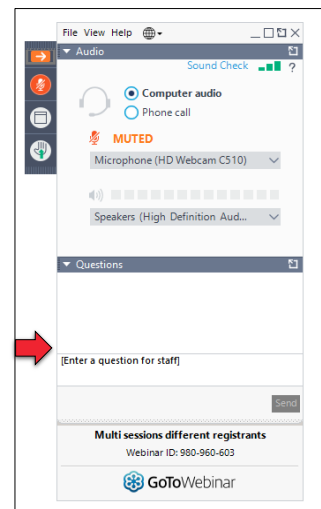 File View Help
Audio
Sound Check ?
Computer audio
Phone call
MUTED
Microphone (HD Webcam C510)
Speakers (High Definition Aud...
Questions
[Enter a question for staff]
Send
Multi sessions different registrants
Webinar ID: 980-960-603
GoToWebinar